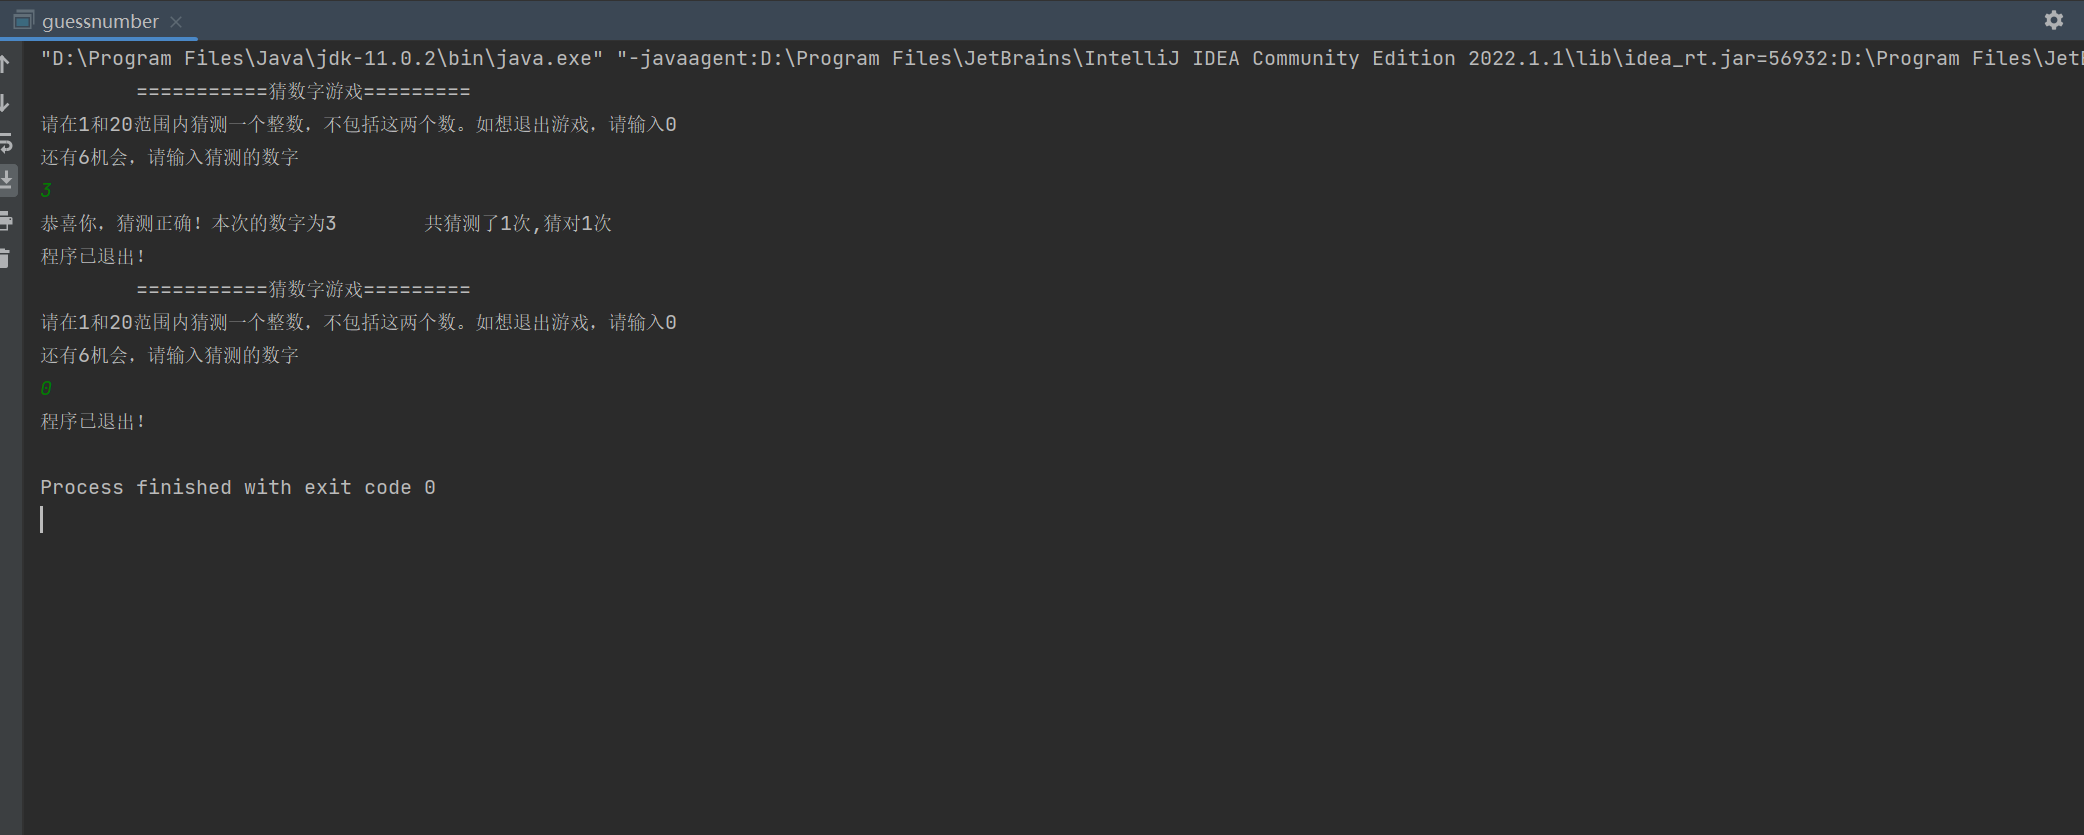 guessnumber
"D:\Program Files\Java\jdk-11.0.2\bin\java.exe" "-javaagent:D:\Program Files\JetBrains\IntelliJ IDEA Community Edition 2022.1.1\lib\idea_rt.jar=56932:D:\Program Files\JetB
===========猜数字游戏=========
请在1和20范围内猜测一个整数，不包括这两个数。如想退出游戏，请输入0
还有6机会，请输入猜测的数字
3
恭喜你，猜测正确！本次的数字为3 共猜测了1次,猜对1次
程序已退出！
===========猜数字游戏=========
请在1和20范围内猜测一个整数，不包括这两个数。如想退出游戏，请输入0
还有6机会，请输入猜测的数字
0
程序已退出！
Process finished with exit code 0